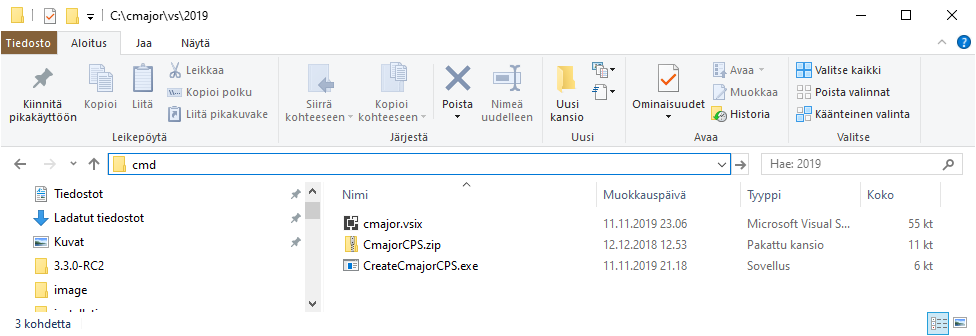 C:\cmajor\vs\2019
Tiedosto Aloitus Jaa Näytä
Kiinnitä pikakäyttöön
Kopioi
Liitä
Leikkaa
Kopioi polku
Liitä pikakuvake
Leikepöytä
Siirrä kohteeseen
Kopioi kohteeseen
Poista
Nimeä uudelleen
Järjestä
Uusi kansio
Uusi
Ominaisuudet
Avaa
Muokkaa
Historia
Avaa
Valitse kaikki
Poista valinnat
Käänteinen valinta
Valitse
cmd
Hae: 2019
Tiedostot
Ladatut tiedostot
Kuvat
3.3.0-RC2
image
Nimi Muokkauspäivä Tyyppi Koko
cmajor.vsix 11.11.2019 23.06 Microsoft Visual S... 55 kt
CmajorCPS.zip 12.12.2018 12.53 Pakattu kansio 11 kt
CreateCmajorCPS.exe 11.11.2019 21.18 Sovellus 6 kt
3 kohdetta